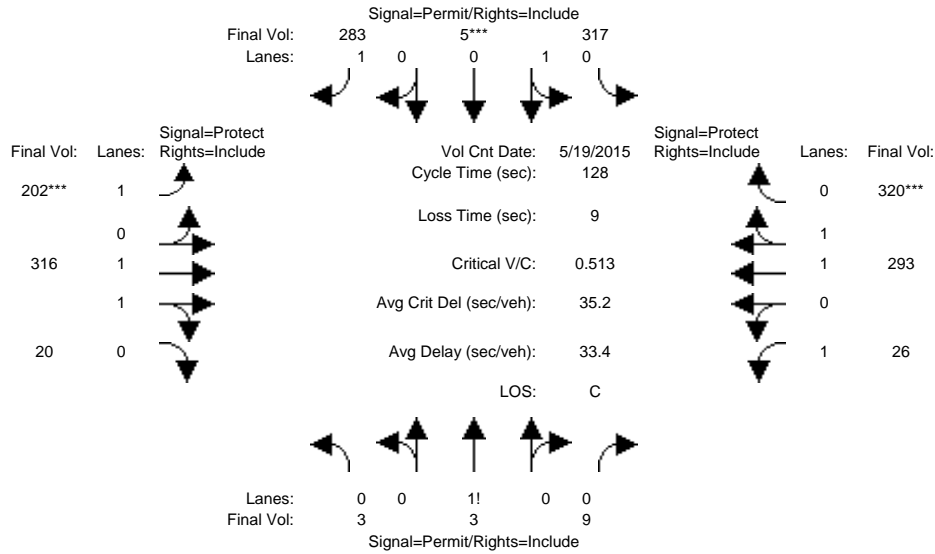 Signal=Permit/Rights=Include
Final Vol: 283 5*** 317
Lanes: 1 0 0 1 0
Signal=Protect Signal=Protect
Final Vol: Lanes: Rights=Include Vol Cnt Date: 5/19/2015 Rights=Include Lanes: Final Vol:
Cycle Time (sec): 128
202*** 1 0 320***
Loss Time (sec): 9
0 1
316 1 Critical V/C: 0.513 1 293
1 Avg Crit Del (sec/veh): 35.2 0
20 0 Avg Delay (sec/veh): 33.4 1 26
LOS: C
Lanes: 0 0 1! 0 0
Final Vol: 3 3 9
Signal=Permit/Rights=Include